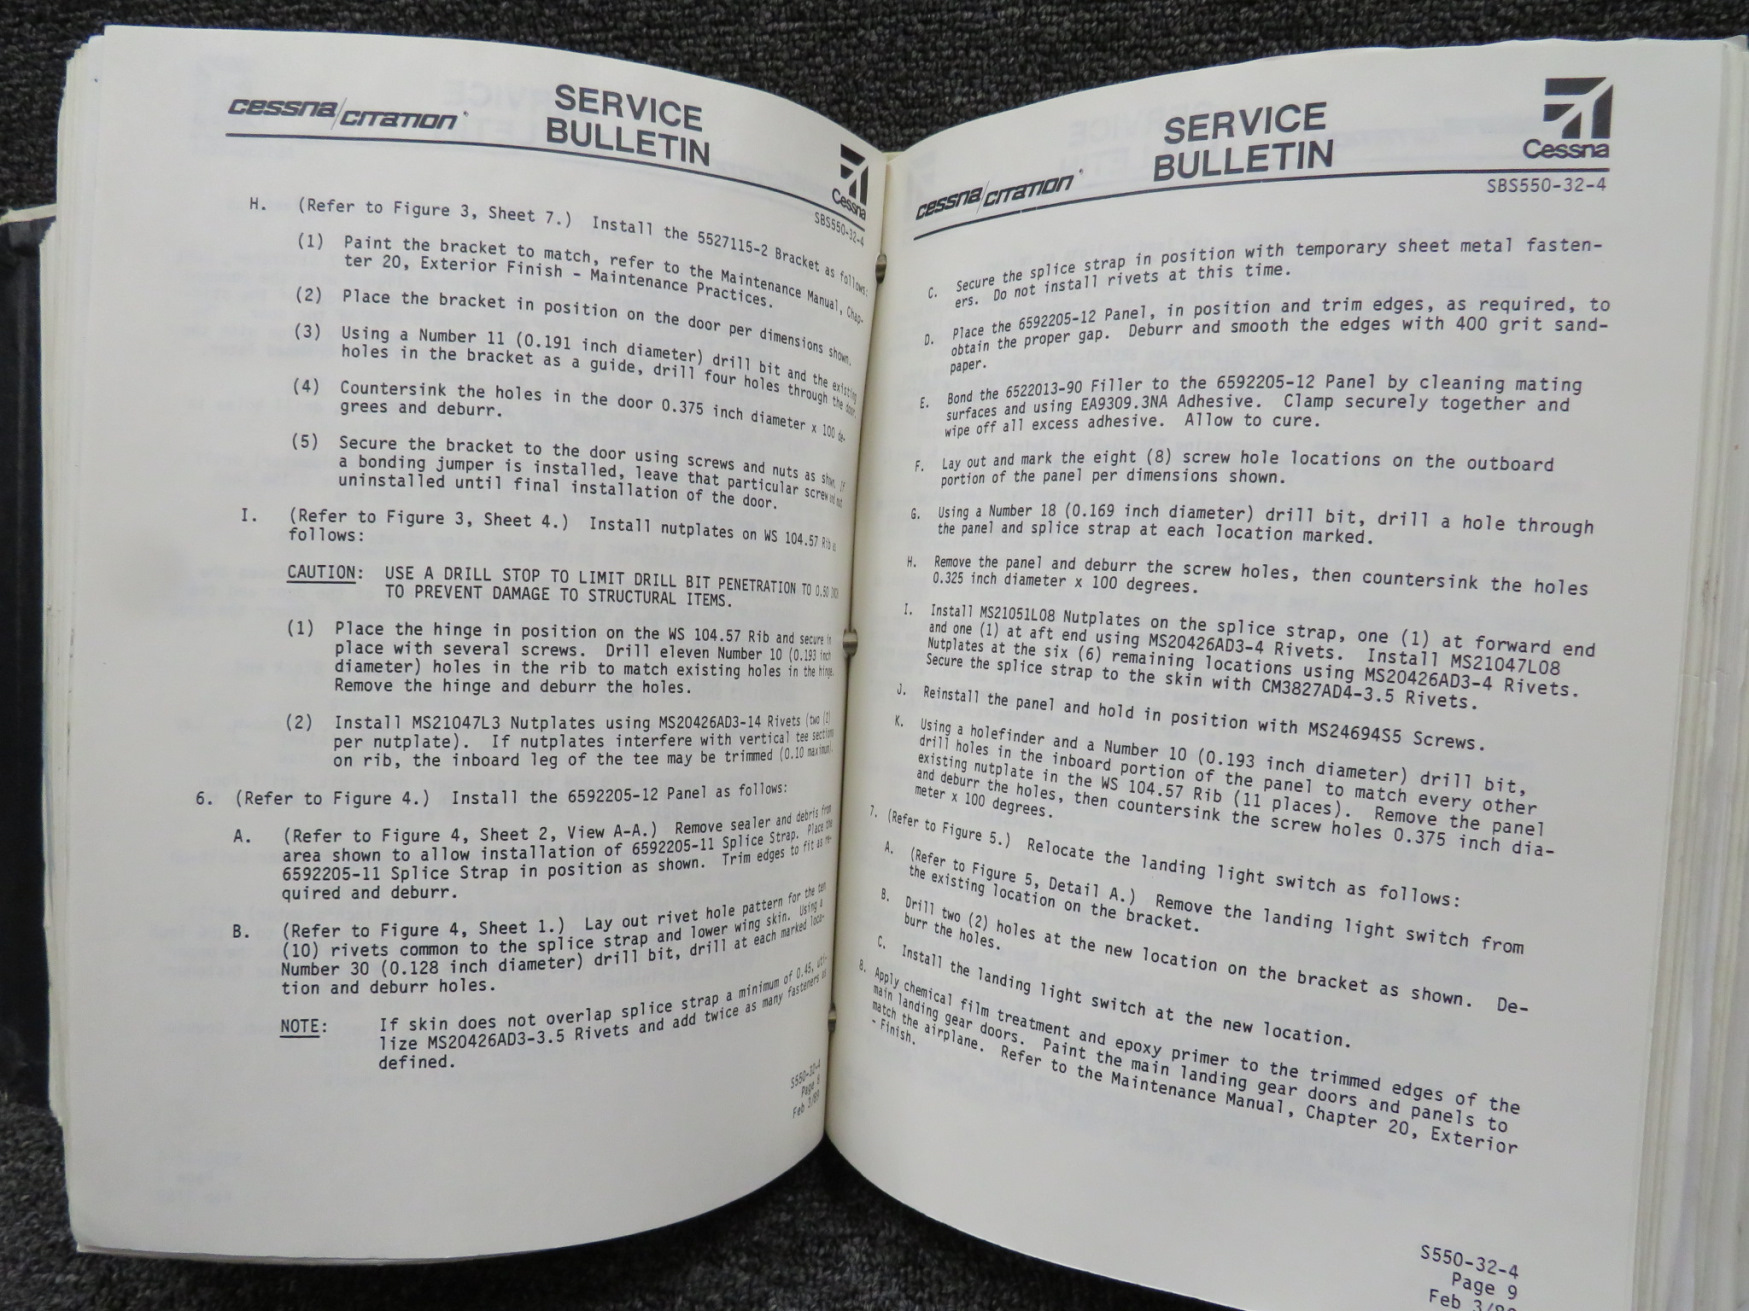 cessna/CITATION
SERVICE
BULLETIN
Cessna
SBS550-32-4
H. (Refer to Figure 3, Sheet 7.) Install the 5527115-2 Bracket as follows:
(1) Paint the bracket to match, refer to the Maintenance Manual, Chap-
ter 20, Exterior Finish - Maintenance Practices.
(2) Place the bracket in position on the door per dimensions shown.
(3) Using a Number 11 (0.191 inch diameter) drill bit and the existing
holes in the bracket as a guide, drill four holes through the door.
(4) Countersink the holes in the door 0.375 inch diameter x 100 de-
grees and deburr.
(5) Secure the bracket to the door using screws and nuts as shown. If
a bonding jumper is installed, leave that particular screw and nut
uninstalled until final installation of the door.
I. (Refer to Figure 3, Sheet 4.) Install nutplates on WS 104.57 Rib as
follows:
CAUTION: USE A DRILL STOP TO LIMIT DRILL BIT PENETRATION TO 0.50 INCH
TO PREVENT DAMAGE TO STRUCTURAL ITEMS.
(1) Place the hinge in position on the WS 104.57 Rib and secure in
place with several screws. Drill eleven Number 10 (0.193 inch
diameter) holes in the rib to match existing holes in the hinge.
Remove the hinge and deburr the holes.
(2) Install MS21047L3 Nutplates using MS20426AD3-14 Rivets (two (2)
per nutplate). If nutplates interfere with vertical tee section
on rib, the inboard leg of the tee may be trimmed (0.10 maximum).
6. (Refer to Figure 4.) Install the 6592205-12 Panel as follows:
A. (Refer to Figure 4, Sheet 2, View A-A.) Remove sealer and debris from
area shown to allow installation of 6592205-11 Splice Strap. Place the
6592205-11 Splice Strap in position as shown. Trim edges to fit as re-
quired and deburr.
B. (Refer to Figure 4, Sheet 1.) Lay out rivet hole pattern for the ten
(10) rivets common to the splice strap and lower wing skin. Using a
Number 30 (0.128 inch diameter) drill bit, drill at each marked loca-
tion and deburr holes.
NOTE: If skin does not overlap splice strap a minimum of 0.45, uti-
lize MS20426AD3-3.5 Rivets and add twice as many fasteners as
defined.
S550-32-4
Page 8
Feb 3/89
cessna/CITATION
SERVICE
BULLETIN
Cessna
SBS550-32-4
C. Secure the splice strap in position with temporary sheet metal fasten-
ers. Do not install rivets at this time.
D. Place the 6592205-12 Panel, in position and trim edges, as required, to
obtain the proper gap. Deburr and smooth the edges with 400 grit sand-
paper.
E. Bond the 6522013-90 Filler to the 6592205-12 Panel by cleaning mating
surfaces and using EA9309.3NA Adhesive. Clamp securely together and
wipe off all excess adhesive. Allow to cure.
F. Lay out and mark the eight (8) screw hole locations on the outboard
portion of the panel per dimensions shown.
G. Using a Number 18 (0.169 inch diameter) drill bit, drill a hole through
the panel and splice strap at each location marked.
H. Remove the panel and deburr the screw holes, then countersink the holes
0.325 inch diameter x 100 degrees.
I. Install MS21051L08 Nutplates on the splice strap, one (1) at forward end
and one (1) at aft end using MS20426AD3-4 Rivets. Install MS21047L08
Nutplates at the six (6) remaining locations using MS20426AD3-4 Rivets.
Secure the splice strap to the skin with CM3827AD4-3.5 Rivets.
J. Reinstall the panel and hold in position with MS24694S5 Screws.
K. Using a holefinder and a Number 10 (0.193 inch diameter) drill bit,
drill holes in the inboard portion of the panel to match every other
existing nutplate in the WS 104.57 Rib (11 places). Remove the panel
and deburr the holes, then countersink the screw holes 0.375 inch dia-
meter x 100 degrees.
7. (Refer to Figure 5.) Relocate the landing light switch as follows:
A. (Refer to Figure 5, Detail A.) Remove the landing light switch from
the existing location on the bracket.
B. Drill two (2) holes at the new location on the bracket as shown. De-
burr the holes.
C. Install the landing light switch at the new location.
8. Apply chemical film treatment and epoxy primer to the trimmed edges of the
main landing gear doors. Paint the main landing gear doors and panels to
match the airplane. Refer to the Maintenance Manual, Chapter 20, Exterior
- Finish.
S550-32-4
Page 9
Feb